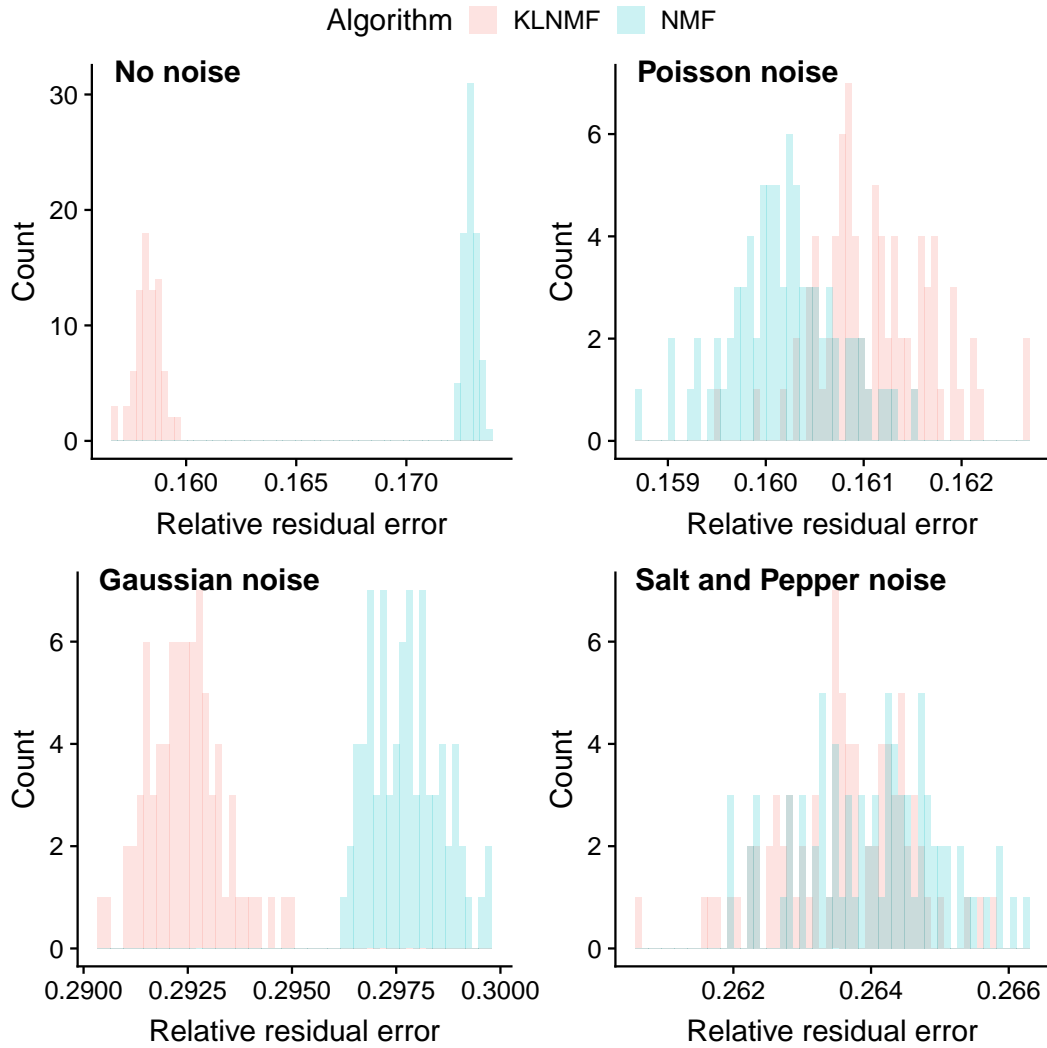 Algorithm KLNMF NMF
No noise
Count
30
20
10
0
0.160 0.165 0.170
Relative residual error
Poisson noise
Count
6
4
2
0
0.159 0.160 0.161 0.162
Relative residual error
Gaussian noise
Count
6
4
2
0
0.2900 0.2925 0.2950 0.2975 0.3000
Relative residual error
Salt and Pepper noise
Count
6
4
2
0
0.262 0.264 0.266
Relative residual error